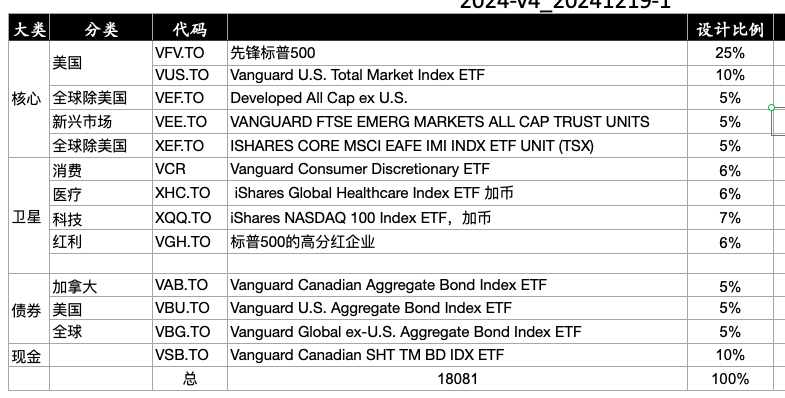 2024-v4_20241219-1
大类 分类 代码 设计比例
核心 美国 VFV.TO 先锋标普500 25%
VUS.TO Vanguard U.S. Total Market Index ETF 10%
全球除美国 VEF.TO Developed All Cap ex U.S. 5%
新兴市场 VEE.TO VANGUARD FTSE EMERG MARKETS ALL CAP TRUST UNITS 5%
全球除美国 XEF.TO ISHARES CORE MSCI EAFE IMI INDX ETF UNIT (TSX) 5%
卫星 消费 VCR Vanguard Consumer Discretionary ETF 6%
医疗 XHC.TO iShares Global Healthcare Index ETF 加币 6%
科技 XQQ.TO iShares NASDAQ 100 Index ETF，加币 7%
红利 VGH.TO 标普500的高分红企业 6%
债券 加拿大 VAB.TO Vanguard Canadian Aggregate Bond Index ETF 5%
美国 VBU.TO Vanguard U.S. Aggregate Bond Index ETF 5%
全球 VBG.TO Vanguard Global ex-U.S. Aggregate Bond Index ETF 5%
现金 VSB.TO Vanguard Canadian SHT TM BD IDX ETF 10%
总 18081 100%